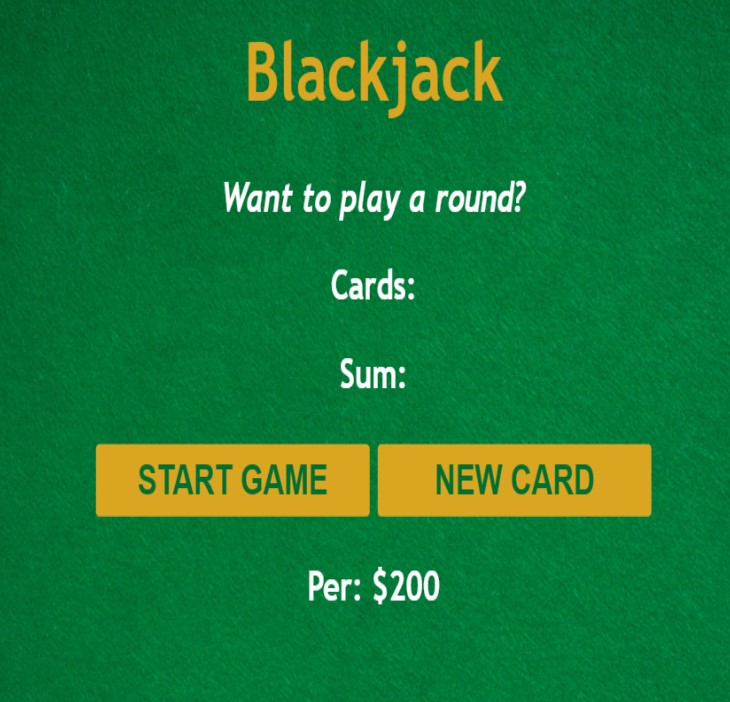 Blackjack
Want to play a round?
Cards:
Sum:
START GAME NEW CARD
Per: $200